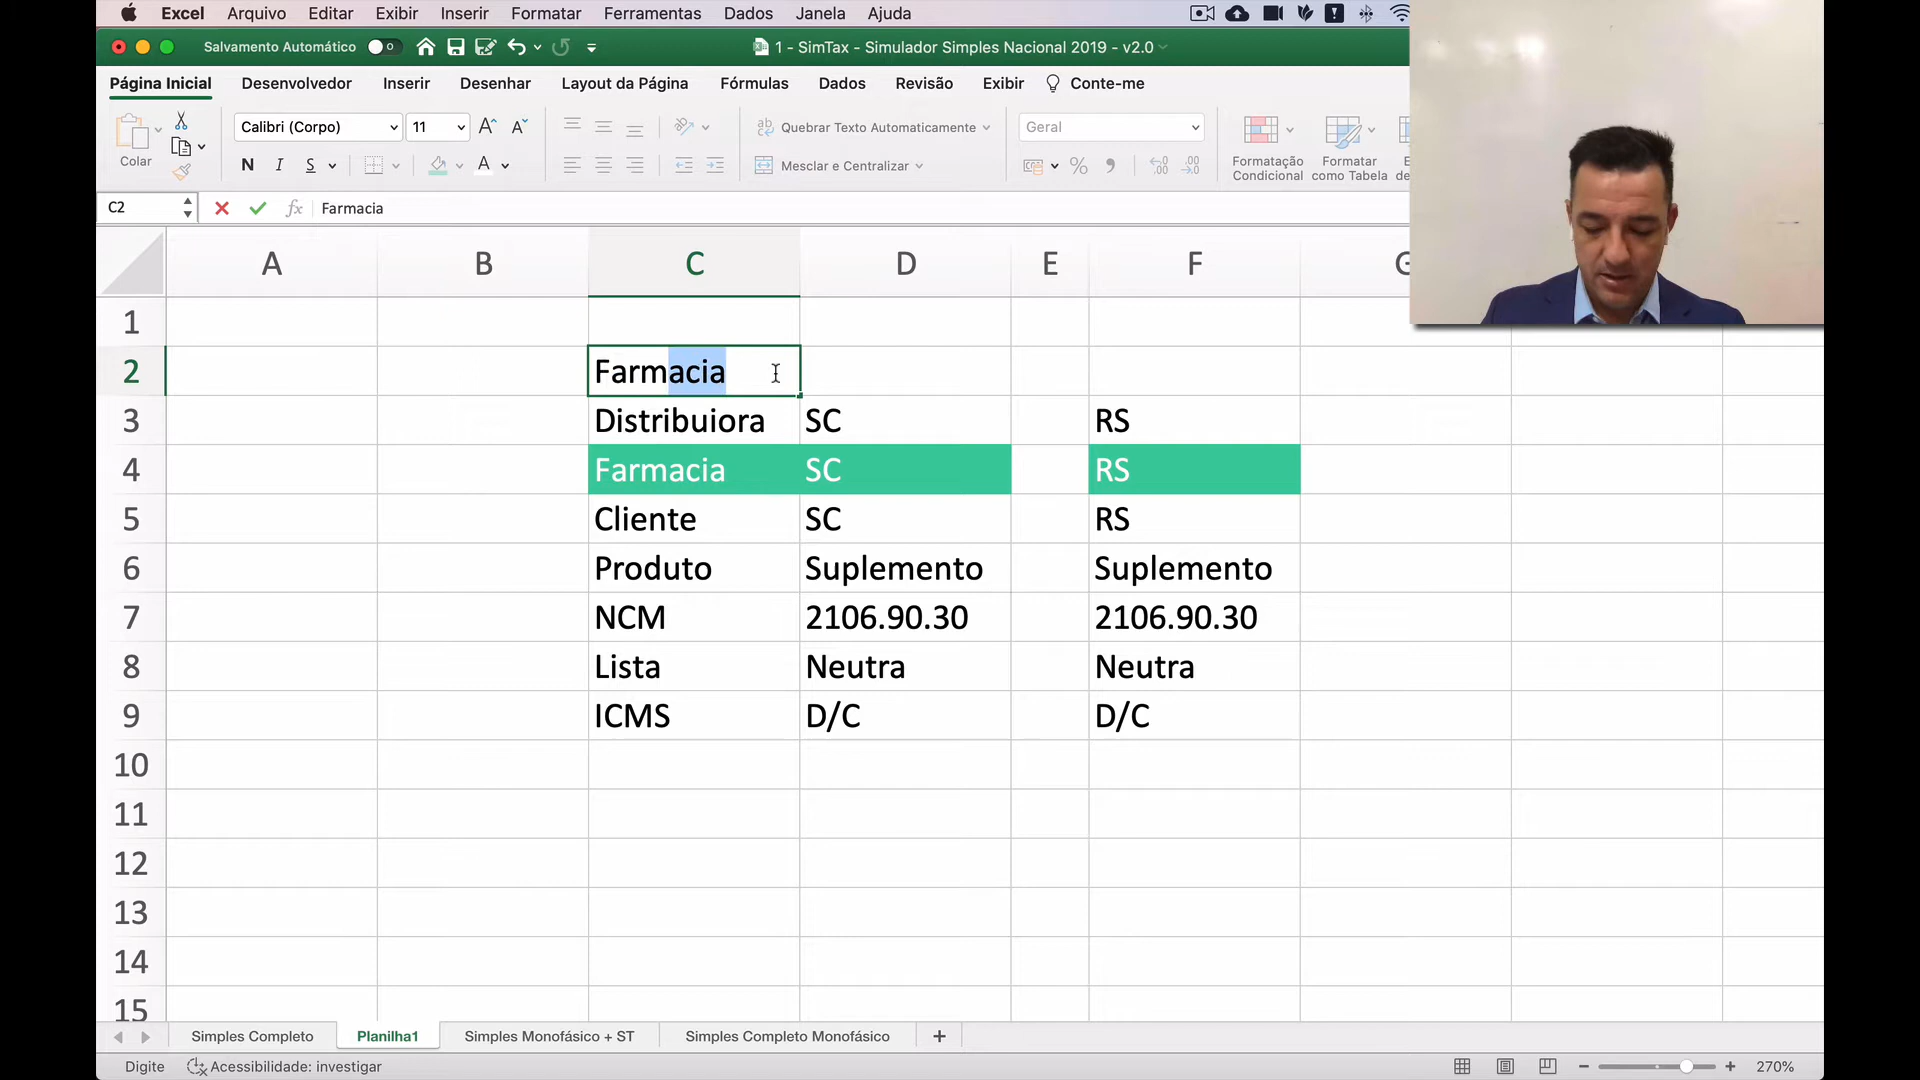 Excel Arquivo Editar Exibir Inserir Formatar Ferramentas Dados Janela Ajuda
Salvamento Automático 1 - SimTax - Simulador Simples Nacional 2019 - v2.0
Página Inicial Desenvolvedor Inserir Desenhar Layout da Página Fórmulas Dados Revisão Exibir Conte-me
Calibri (Corpo) 11 A A Quebrar Texto Automaticamente Geral
Colar N I S A Mesclar e Centralizar % Formatação Condicional Formatar como Tabela
C2 fx Farmacia
A B C D E F
1
2 Farmacia
3 Distribuiora SC RS
4 Farmacia SC RS
5 Cliente SC RS
6 Produto Suplemento Suplemento
7 NCM 2106.90.30 2106.90.30
8 Lista Neutra Neutra
9 ICMS D/C D/C
10
11
12
13
14
15
Simples Completo Planilha1 Simples Monofásico + ST Simples Completo Monofásico +
Digite Acessibilidade: investigar 270%